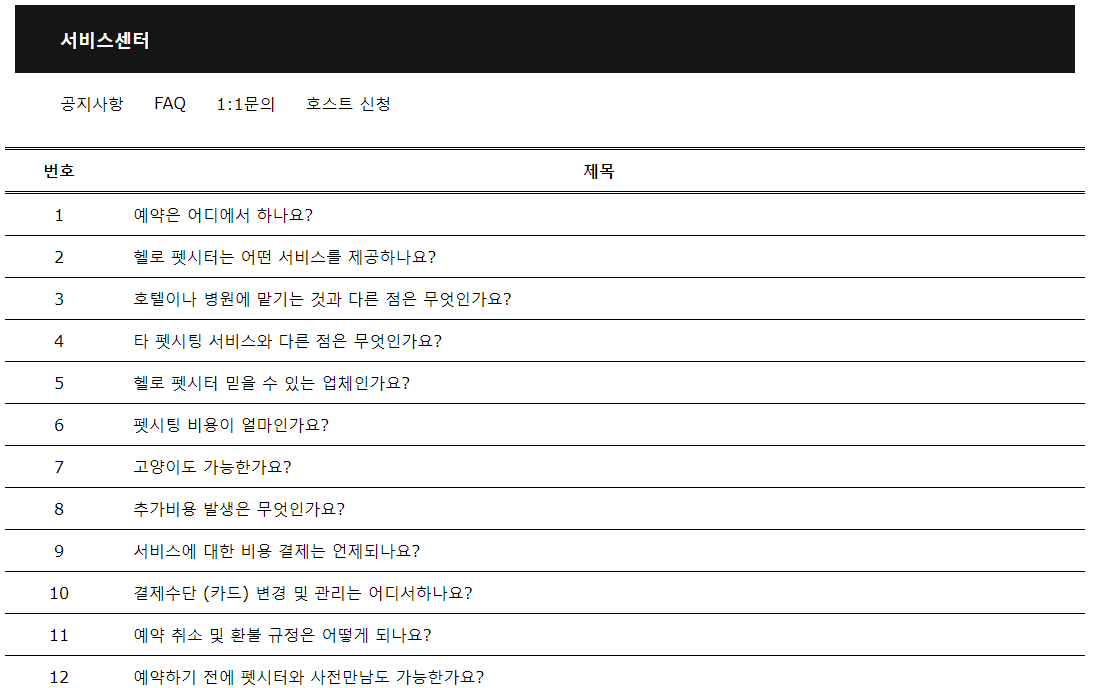 서비스센터
공지사항 FAQ 1:1문의 호스트 신청
번호 제목
1 예약은 어디에서 하나요?
2 헬로 펫시터는 어떤 서비스를 제공하나요?
3 호텔이나 병원에 맡기는 것과 다른 점은 무엇인가요?
4 타 펫시팅 서비스와 다른 점은 무엇인가요?
5 헬로 펫시터 믿을 수 있는 업체인가요?
6 펫시팅 비용이 얼마인가요?
7 고양이도 가능한가요?
8 추가비용 발생은 무엇인가요?
9 서비스에 대한 비용 결제는 언제되나요?
10 결제수단 (카드) 변경 및 관리는 어디서하나요?
11 예약 취소 및 환불 규정은 어떻게 되나요?
12 예약하기 전에 펫시터와 사전만남도 가능한가요?